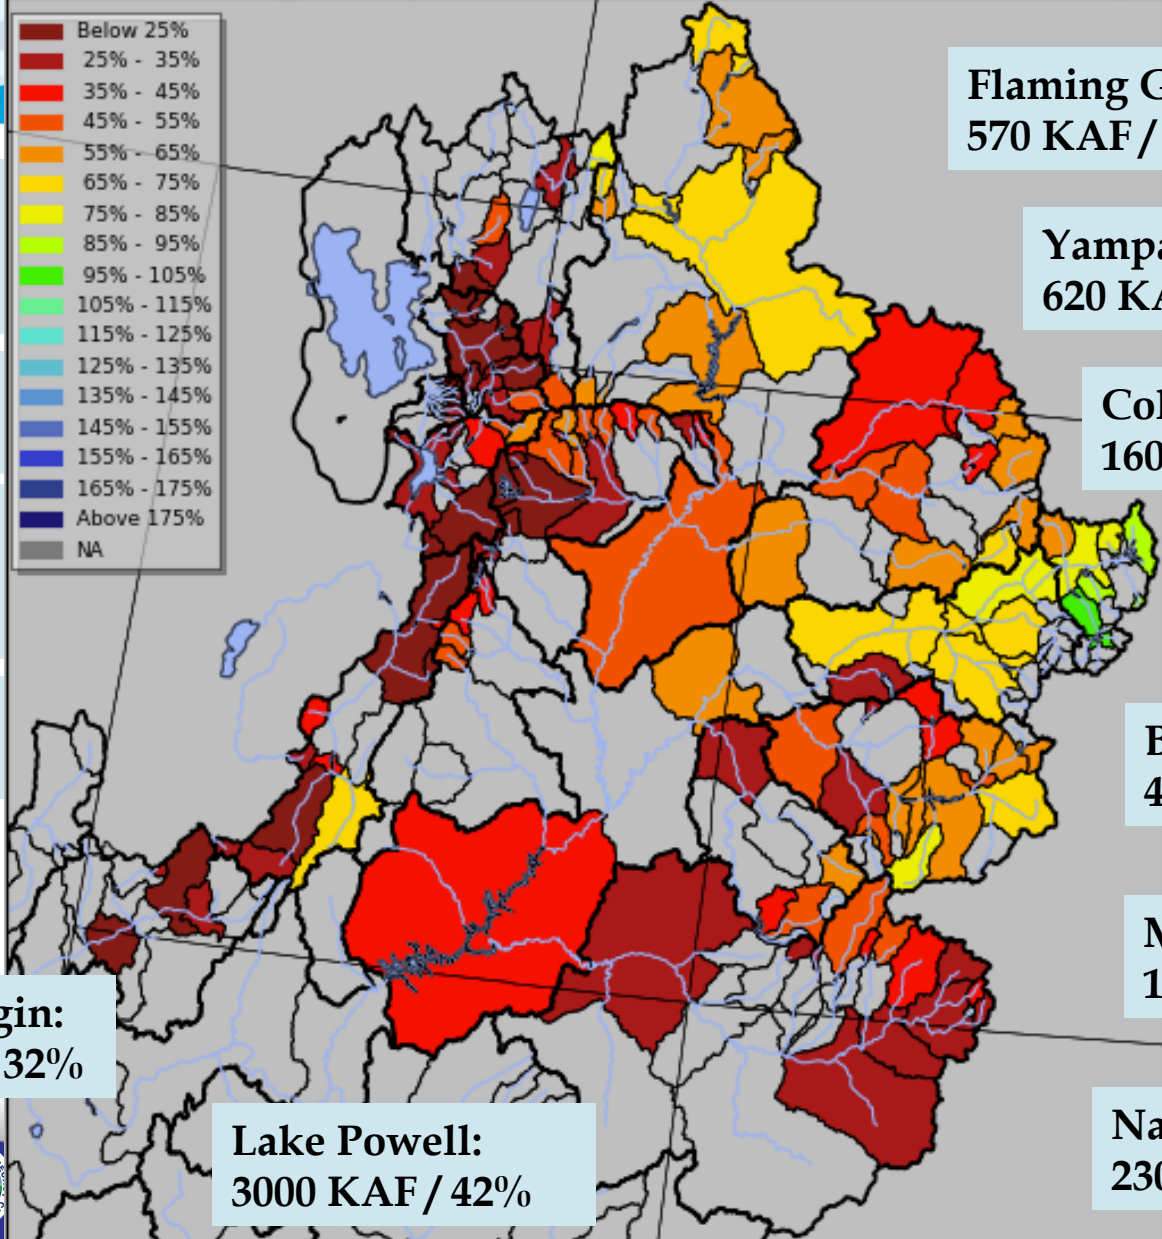 Below 25%
25% - 35%
35% - 45%
45% - 55%
55% - 65%
65% - 75%
75% - 85%
85% - 95%
95% - 105%
105% - 115%
115% - 125%
125% - 135%
135% - 145%
145% - 155%
155% - 165%
165% - 175%
Above 175%
NA
Flaming G
570 KAF /
Yampa
620 KA
Col
160
B
4
M
1
gin:
32%
Lake Powell:
3000 KAF / 42%
Na
230